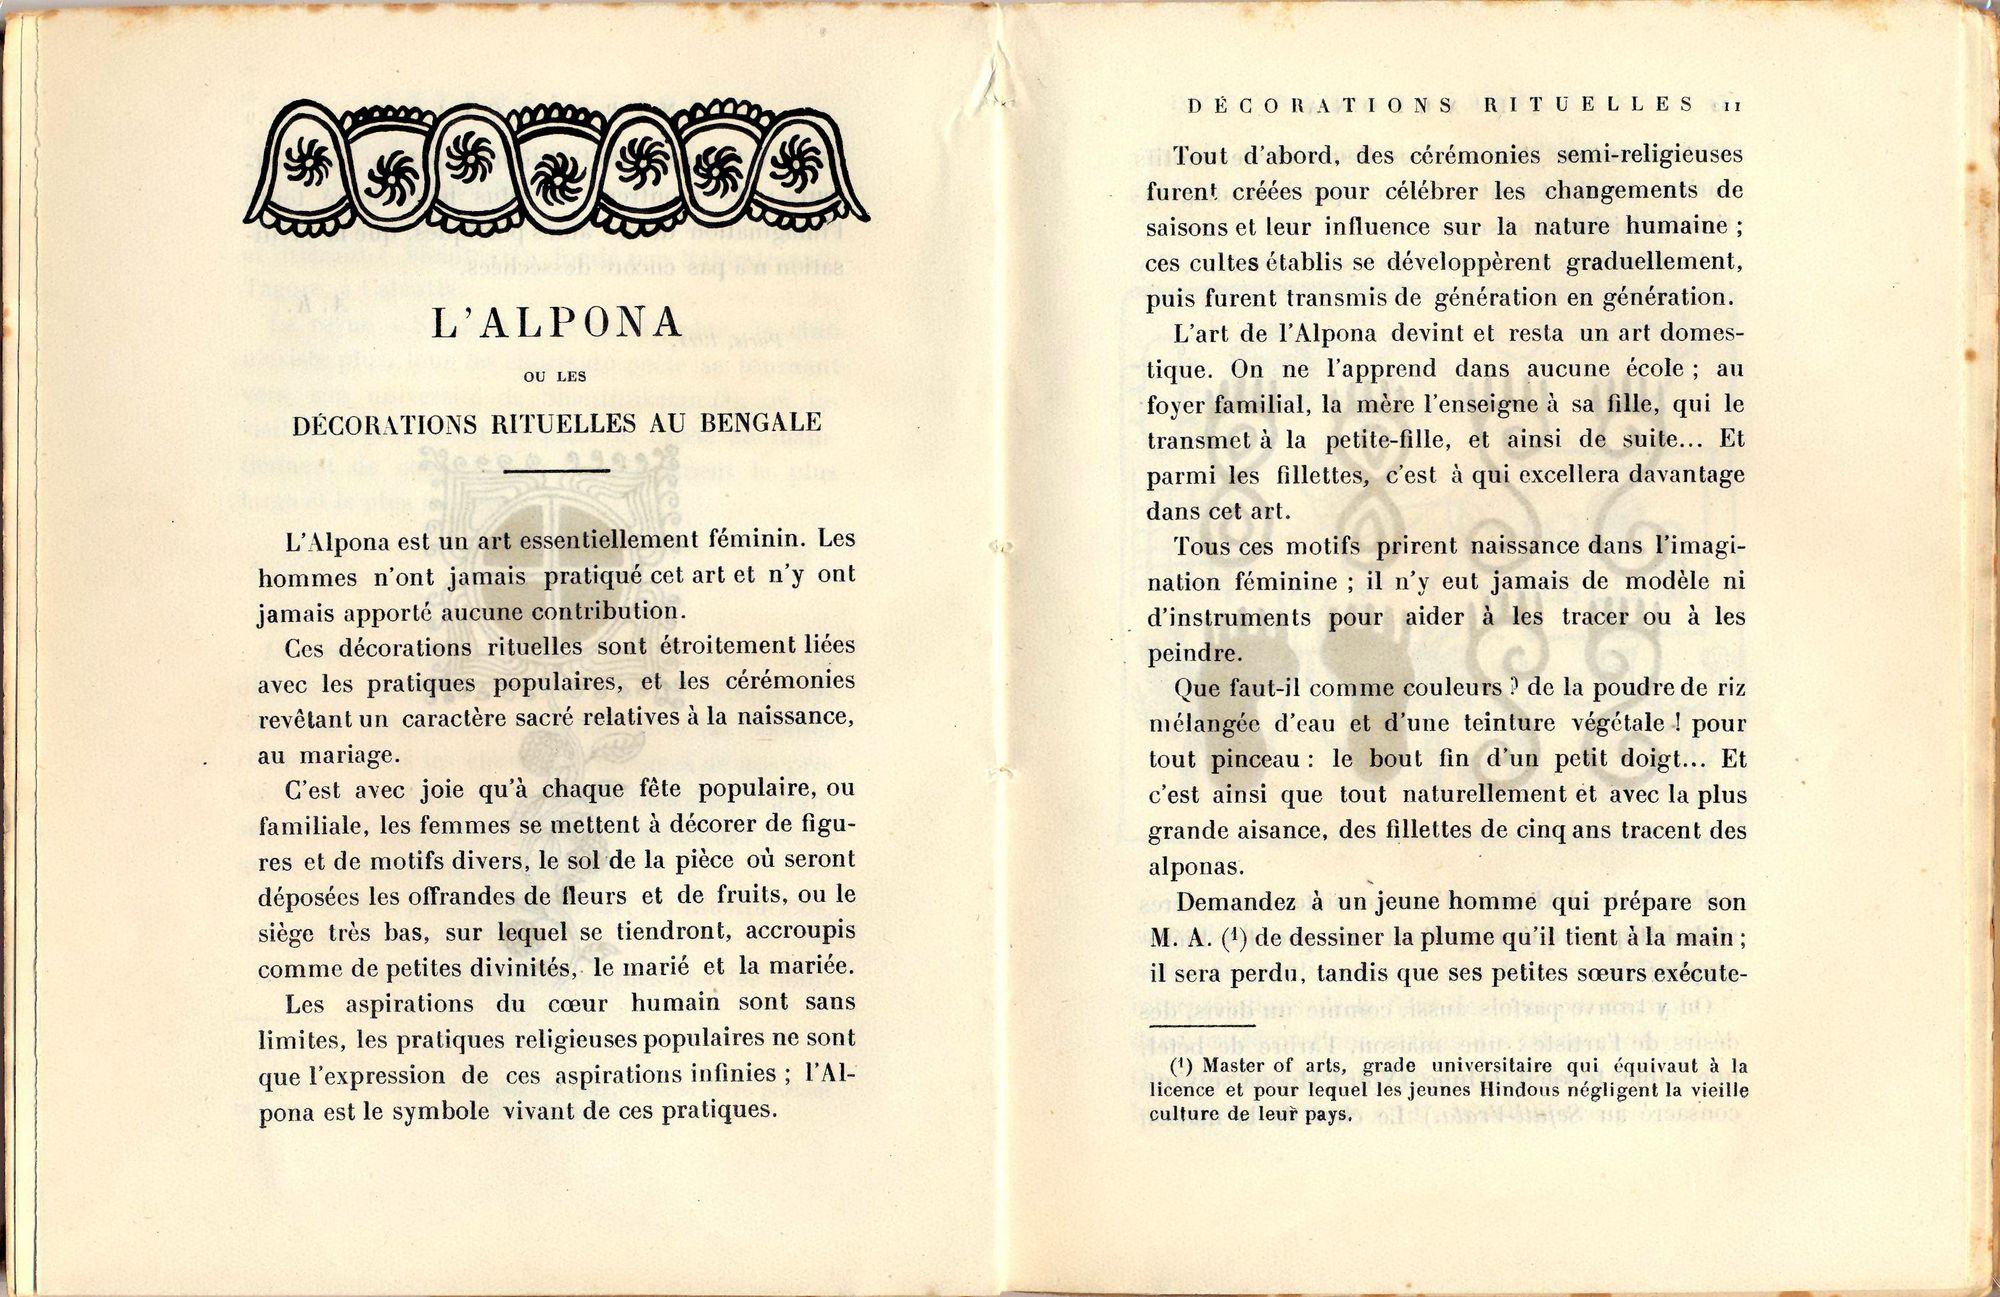 L'ALPONA
OU LES
DÉCORATIONS RITUELLES AU BENGALE
L'Alpona est un art essentiellement féminin. Les
hommes n'ont jamais pratiqué cet art et n'y ont
jamais apporté aucune contribution.
Ces décorations rituelles sont étroitement liées
avec les pratiques populaires, et les cérémonies
revêtant un caractère sacré relatives à la naissance,
au mariage.
C'est avec joie qu'à chaque fête populaire, ou
familiale, les femmes se mettent à décorer de figu-
res et de motifs divers, le sol de la pièce où seront
déposées les offrandes de fleurs et de fruits, ou le
siège très bas, sur lequel se tiendront, accroupis
comme de petites divinités, le marié et la mariée.
Les aspirations du cœur humain sont sans
limites, les pratiques religieuses populaires ne sont
que l'expression de ces aspirations infinies ; l'Al-
pona est le symbole vivant de ces pratiques.
DÉCORATIONS RITUELLES 11
Tout d'abord, des cérémonies semi-religieuses
furent créées pour célébrer les changements de
saisons et leur influence sur la nature humaine ;
ces cultes établis se développèrent graduellement,
puis furent transmis de génération en génération.
L'art de l'Alpona devint et resta un art domes-
tique. On ne l'apprend dans aucune école ; au
foyer familial, la mère l'enseigne à sa fille, qui le
transmet à la petite-fille, et ainsi de suite... Et
parmi les fillettes, c'est à qui excellera davantage
dans cet art.
Tous ces motifs prirent naissance dans l'imagi-
nation féminine ; il n'y eut jamais de modèle ni
d'instruments pour aider à les tracer ou à les
peindre.
Que faut-il comme couleurs ? de la poudre de riz
mélangée d'eau et d'une teinture végétale ! pour
tout pinceau : le bout fin d'un petit doigt... Et
c'est ainsi que tout naturellement et avec la plus
grande aisance, des fillettes de cinq ans tracent des
alponas.
Demandez à un jeune homme qui prépare son
M. A. (1) de dessiner la plume qu'il tient à la main ;
il sera perdu, tandis que ses petites sœurs exécute-
(1) Master of arts, grade universitaire qui équivaut à la
licence et pour lequel les jeunes Hindous négligent la vieille
culture de leur pays.